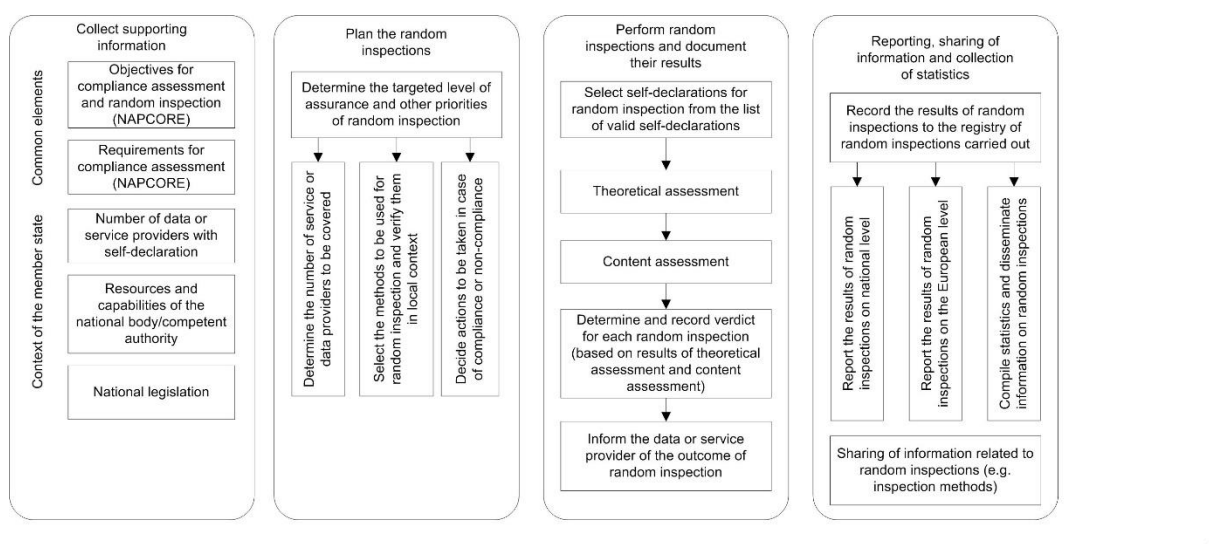 Collect supporting
information
Common elements
Objectives for
compliance assessment
and random inspection
(NAPCORE)
Requirements for
compliance assessment
(NAPCORE)
Context of the member state
Number of data or
service providers with
self-declaration
Resources and
capabilities of the
national body/competent
authority
National legislation
Plan the random
inspections
Determine the targeted level of
assurance and other priorities
of random inspection
Determine the number of service or
data providers to be covered
Select the methods to be used for
random inspection and verify them
in local context
Decide actions to be taken in case
of compliance or non-compliance
Perform random
inspections and document
their results
Select self-declarations for
random inspection from the list
of valid self-declarations
Theoretical assessment
Content assessment
Determine and record verdict
for each random inspection
(based on results of theoretical
assessment and content
assessment)
Inform the data or service
provider of the outcome of
random inspection
Reporting, sharing of
information and collection
of statistics
Record the results of random
inspections to the registry of
random inspections carried out
Report the results of random
inspections on national level
Report the results of random
inspections on the European level
Compile statistics and disseminate
information on random inspections
Sharing of information related to
random inspections (e.g.
inspection methods)